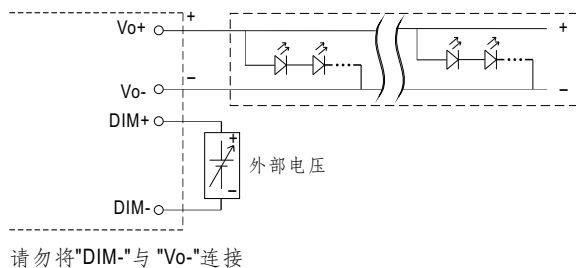 Vo+
+
+
−
Vo-
−
DIM+
+
外部电压
−
DIM-
请勿将"DIM-"与 "Vo-"连接